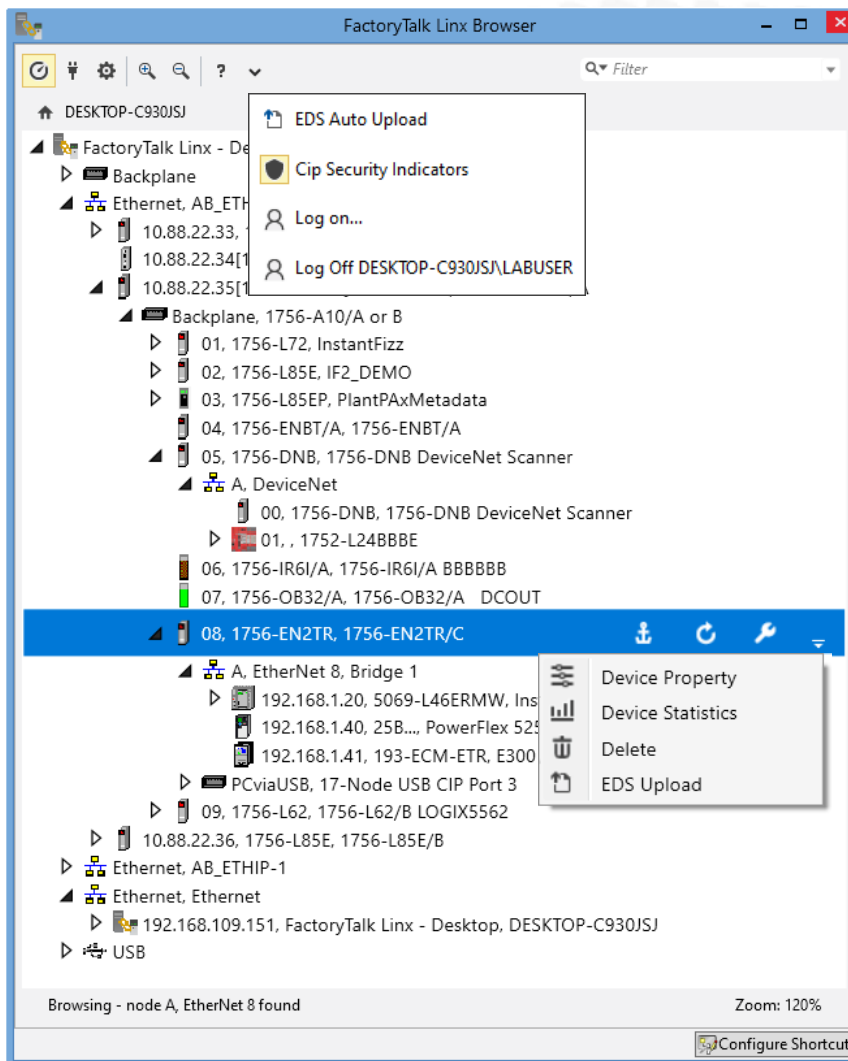 FactoryTalk Linx Browser
?
Filter
DESKTOP-C930JSJ
EDS Auto Upload
Cip Security Indicators
Log on...
Log Off DESKTOP-C930JSJ\LABUSER
FactoryTalk Linx - De
Backplane
Ethernet, AB_ETH
10.88.22.33,
10.88.22.34[1
10.88.22.35[1
Backplane, 1756-A10/A or B
01, 1756-L72, InstantFizz
02, 1756-L85E, IF2_DEMO
03, 1756-L85EP, PlantPAxMetadata
04, 1756-ENBT/A, 1756-ENBT/A
05, 1756-DNB, 1756-DNB DeviceNet Scanner
A, DeviceNet
00, 1756-DNB, 1756-DNB DeviceNet Scanner
01, , 1752-L24BBBE
06, 1756-IR6I/A, 1756-IR6I/A BBBBBB
07, 1756-OB32/A, 1756-OB32/A DCOUT
08, 1756-EN2TR, 1756-EN2TR/C
A, EtherNet 8, Bridge 1
192.168.1.20, 5069-L46ERMW, Ins
192.168.1.40, 25B..., PowerFlex 525
192.168.1.41, 193-ECM-ETR, E300
PCviaUSB, 17-Node USB CIP Port 3
09, 1756-L62, 1756-L62/B LOGIX5562
Device Property
Device Statistics
Delete
EDS Upload
10.88.22.36, 1756-L85E, 1756-L85E/B
Ethernet, AB_ETHIP-1
Ethernet, Ethernet
192.168.109.151, FactoryTalk Linx - Desktop, DESKTOP-C930JSJ
USB
Browsing - node A, EtherNet 8 found
Zoom: 120%
Configure Shortcut